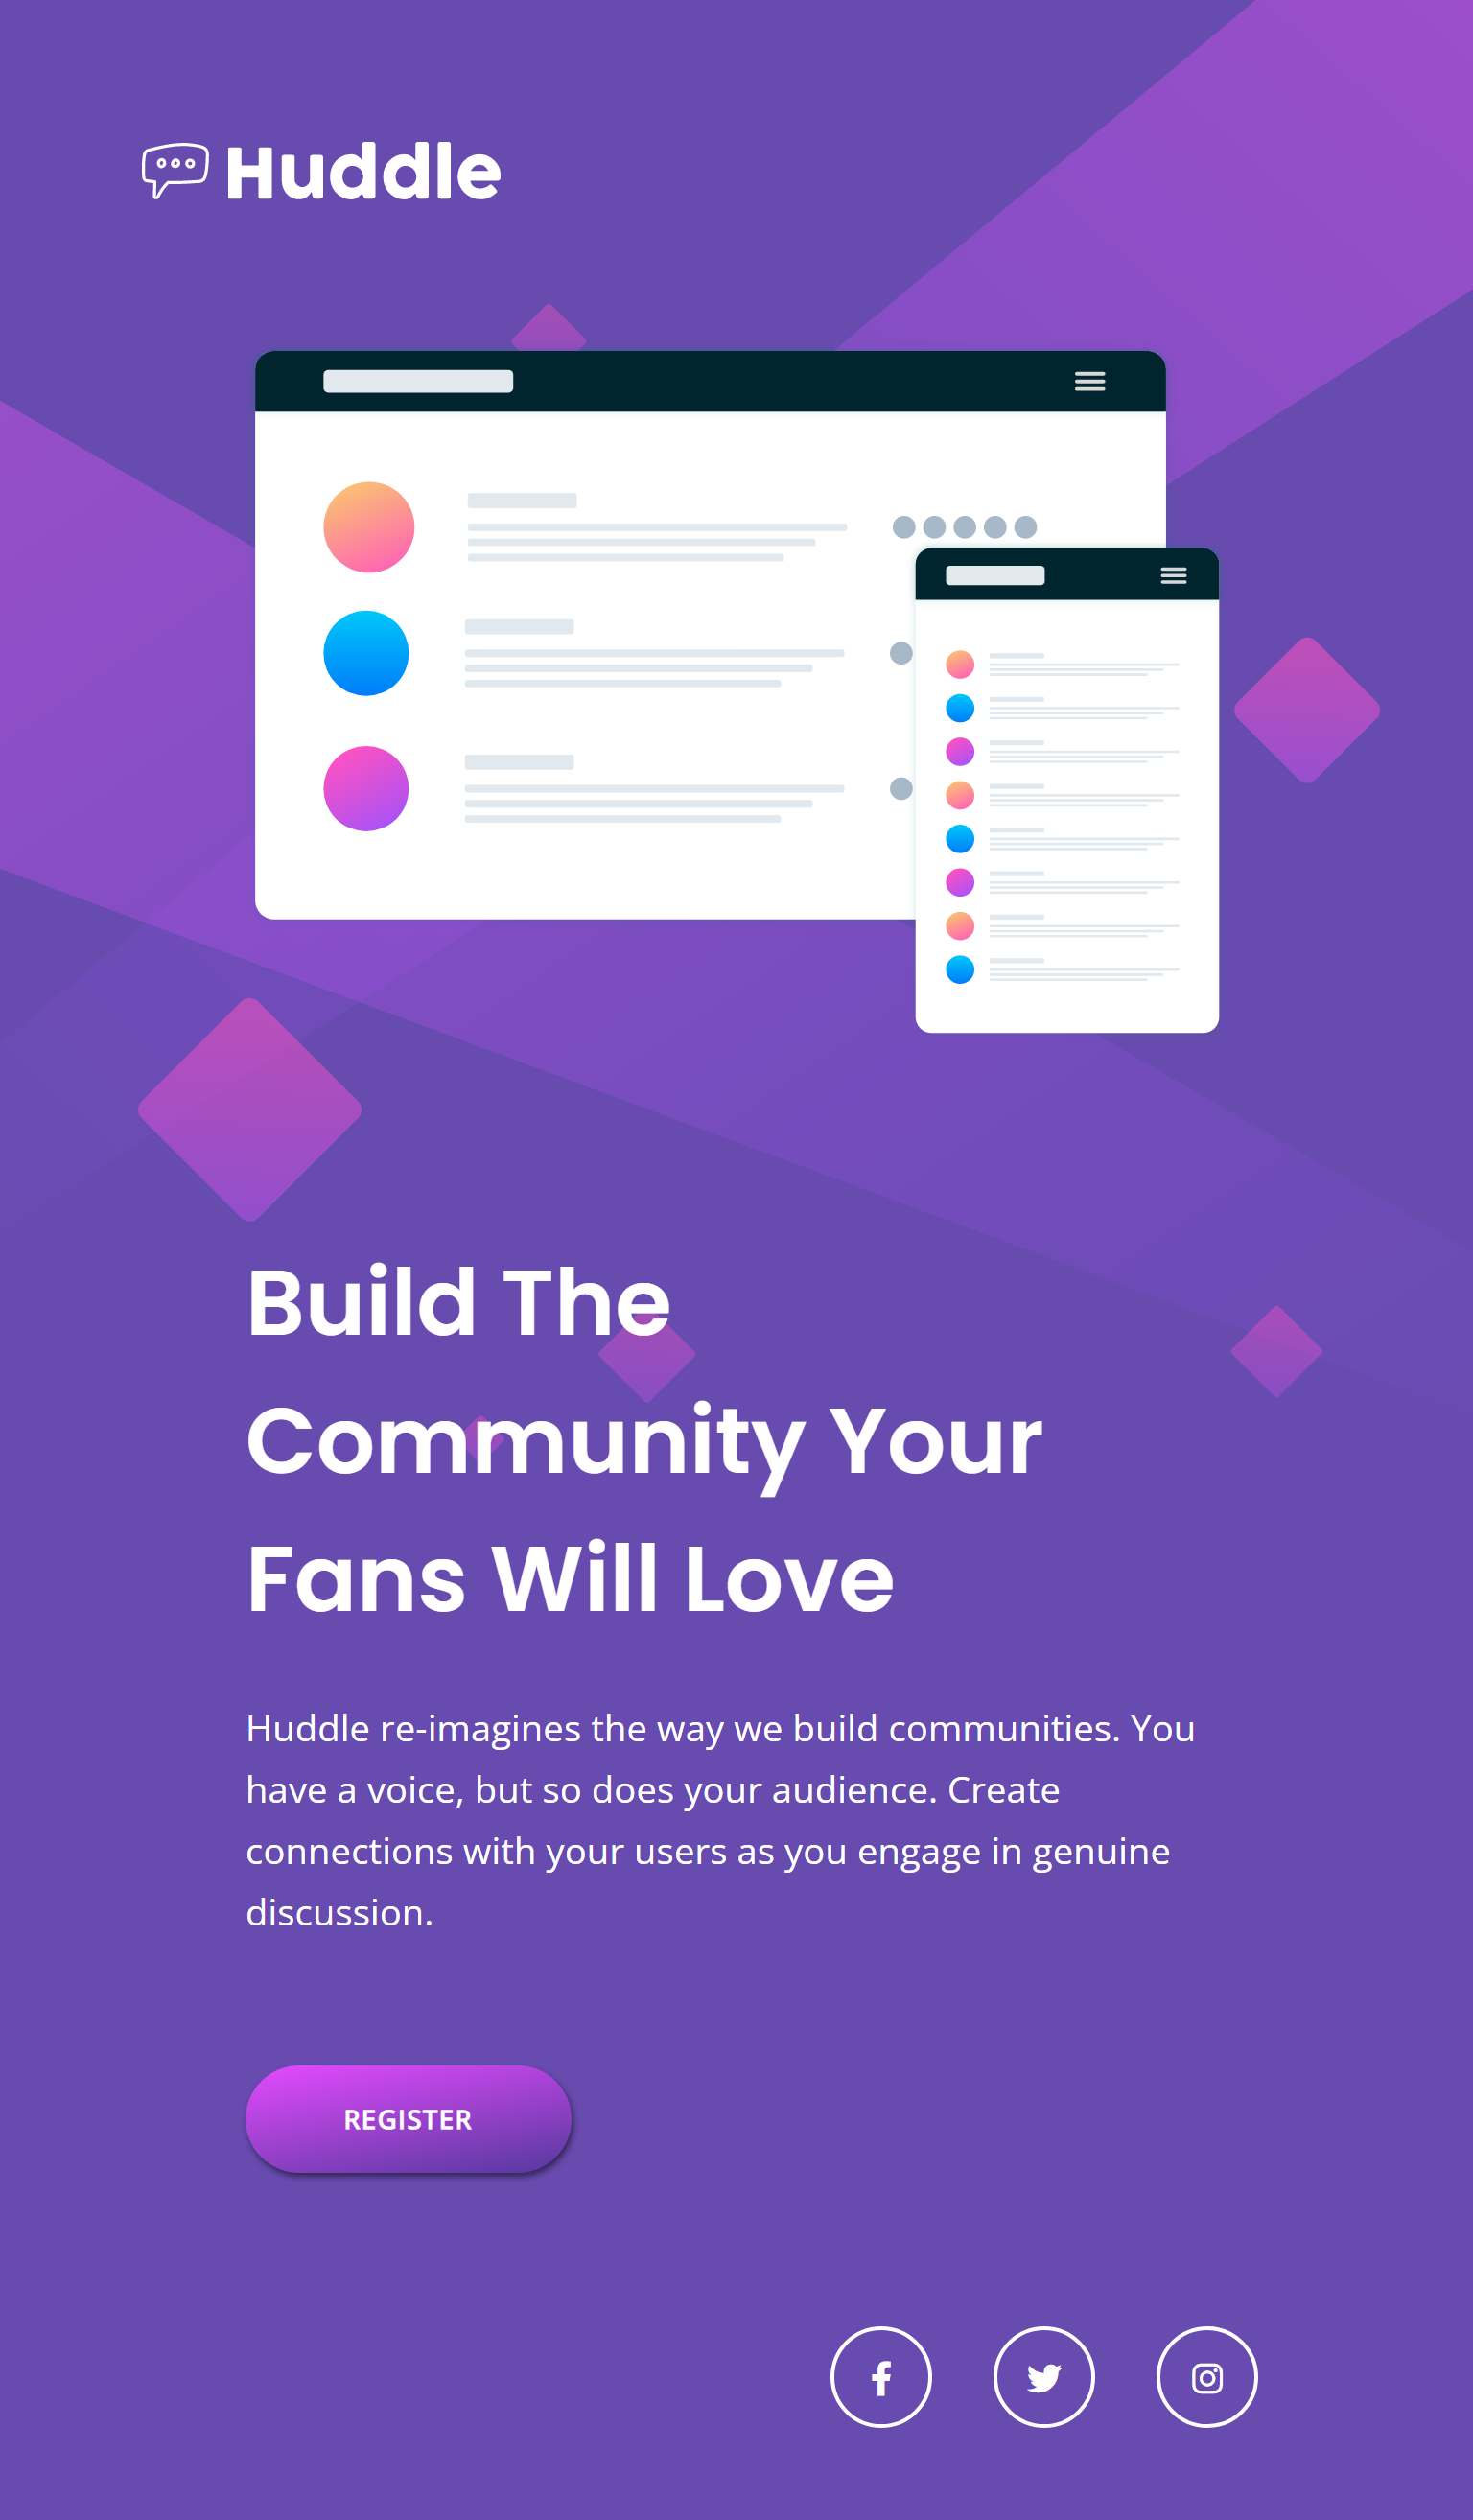 Huddle
Build The
Community Your
Fans Will Love
Huddle re-imagines the way we build communities. You
have a voice, but so does your audience. Create
connections with your users as you engage in genuine
discussion.
REGISTER